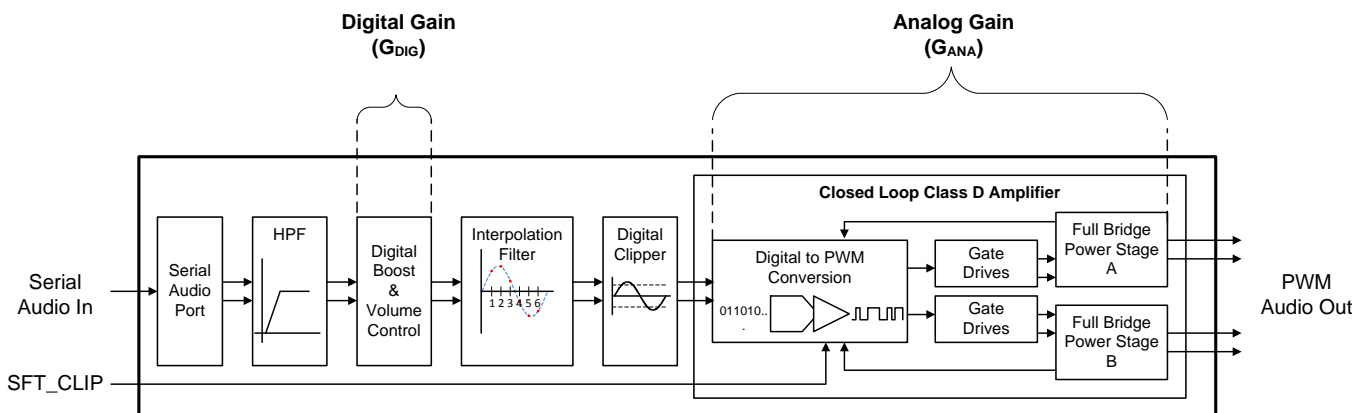 Digital Gain
(GDIG)
Analog Gain
(GANA)
Closed Loop Class D Amplifier
Serial
Audio In
Serial
Audio
Port
HPF
Digital
Boost
&
Volume
Control
Interpolation
Filter
1 2 3 4 5 6
Digital
Clipper
Digital to PWM
Conversion
011010..
.
Gate
Drives
Gate
Drives
Full Bridge
Power Stage
A
Full Bridge
Power Stage
B
PWM
Audio Out
SFT_CLIP